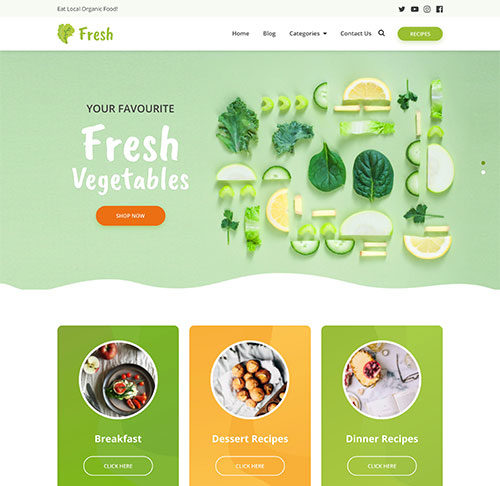 Eat Local Organic Food!
Fresh
Home Blog Categories Contact Us RECIPES
YOUR FAVOURITE
Fresh
Vegetables
SHOP NOW
Breakfast Dessert Recipes Dinner Recipes
CLICK HERE CLICK HERE CLICK HERE